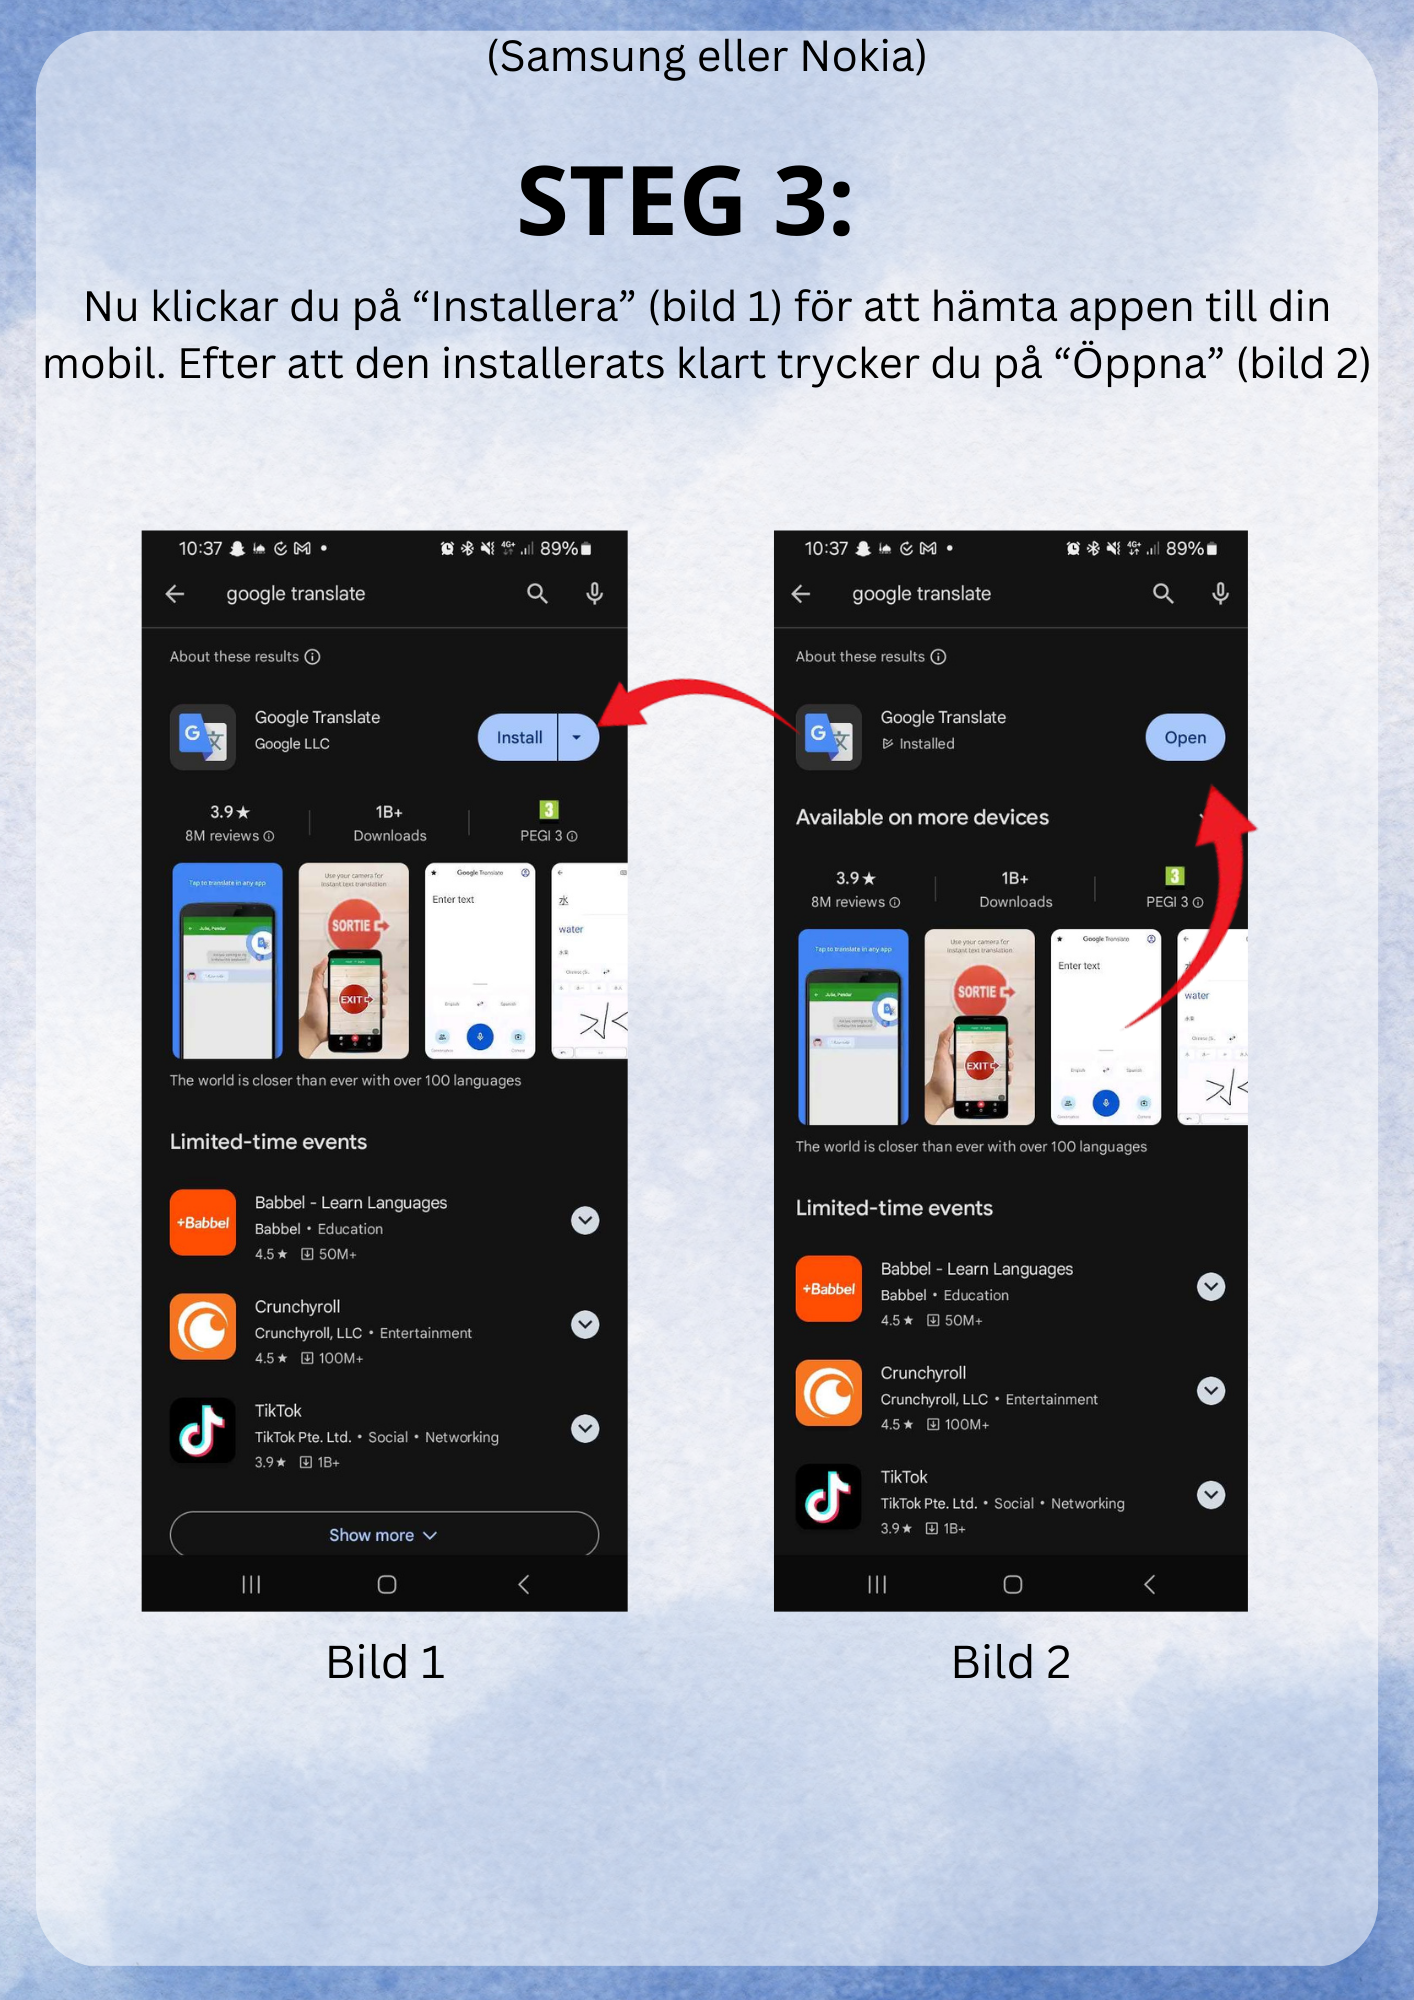 (Samsung eller Nokia)
STEG 3:
Nu klickar du på “Installera” (bild 1) för att hämta appen till din
mobil. Efter att den installerats klart trycker du på “Öppna” (bild 2)
10:37
4G+
89%
google translate
About these results
Google Translate
Google LLC
Install
3.9★
8M reviews
1B+
Downloads
3
PEGI 3
Tap to translate in any app
Use your camera for
instant text translation
SORTIE
EXIT
Google Translate
Enter text
English
Spanish
水
water
The world is closer than ever with over 100 languages
Limited-time events
+Babbel
Babbel - Learn Languages
Babbel • Education
4.5★ 50M+
Crunchyroll
Crunchyroll, LLC • Entertainment
4.5★ 100M+
TikTok
TikTok Pte. Ltd. • Social • Networking
3.9★ 1B+
Show more
Bild 1
10:37
4G+
89%
google translate
About these results
Google Translate
Installed
Open
Available on more devices
3.9★
8M reviews
1B+
Downloads
3
PEGI 3
Tap to translate in any app
Use your camera for
instant text translation
SORTIE
EXIT
Google Translate
Enter text
English
Spanish
water
The world is closer than ever with over 100 languages
Limited-time events
+Babbel
Babbel - Learn Languages
Babbel • Education
4.5★ 50M+
Crunchyroll
Crunchyroll, LLC • Entertainment
4.5★ 100M+
TikTok
TikTok Pte. Ltd. • Social • Networking
3.9★ 1B+
Bild 2